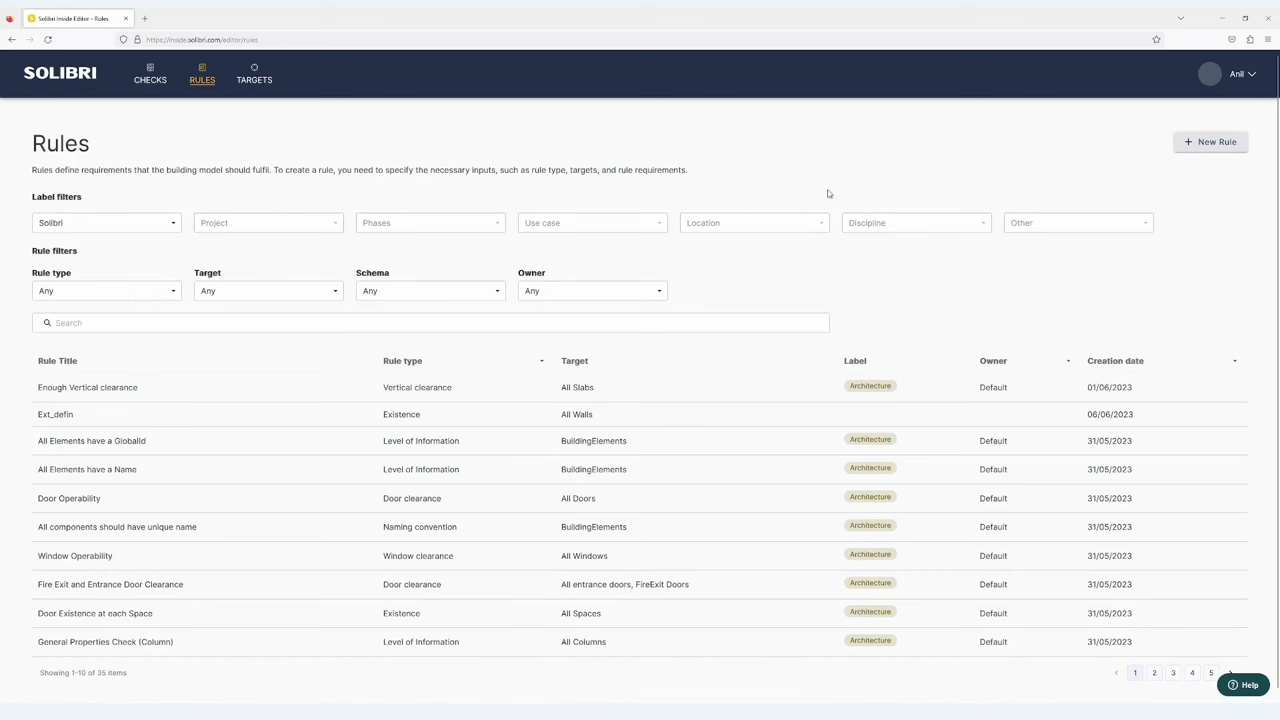 Solibri Inside Editor - Rules
https://inside.solibri.com/editor/rules
SOLIBRI
CHECKS
RULES
TARGETS
Anil
Rules
+ New Rule
Rules define requirements that the building model should fulfil. To create a rule, you need to specify the necessary inputs, such as rule type, targets, and rule requirements.
Label filters
Solibri Project Phases Use case Location Discipline Other
Rule filters
Rule type Target Schema Owner
Any Any Any Any
Search
Rule Title Rule type Target Label Owner Creation date
Enough Vertical clearance Vertical clearance All Slabs Architecture Default 01/06/2023
Ext_defin Existence All Walls 06/06/2023
All Elements have a GlobalId Level of Information BuildingElements Architecture Default 31/05/2023
All Elements have a Name Level of Information BuildingElements Architecture Default 31/05/2023
Door Operability Door clearance All Doors Architecture Default 31/05/2023
All components should have unique name Naming convention BuildingElements Architecture Default 31/05/2023
Window Operability Window clearance All Windows Architecture Default 31/05/2023
Fire Exit and Entrance Door Clearance Door clearance All entrance doors, FireExit Doors Architecture Default 31/05/2023
Door Existence at each Space Existence All Spaces Architecture Default 31/05/2023
General Properties Check (Column) Level of Information All Columns Architecture Default 31/05/2023
Showing 1-10 of 35 items
1 2 3 4 5
Help